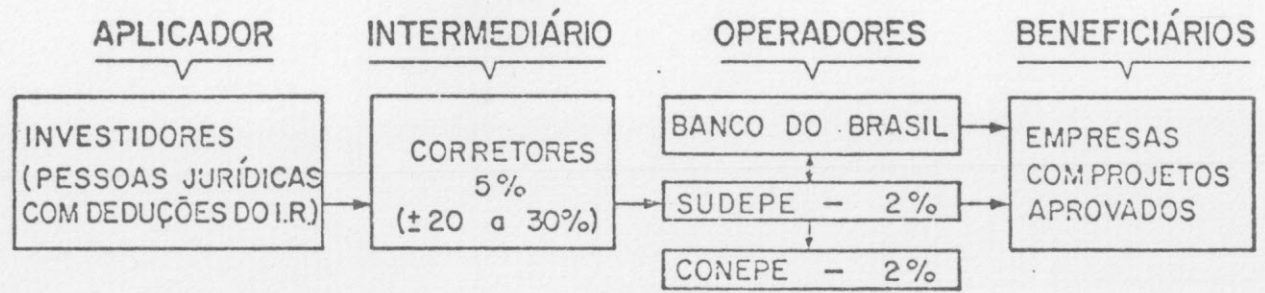 APLICADOR
INVESTIDORES
(PESSOAS JURÍDICAS
COM DEDUÇÕES DO I.R.)
INTERMEDIÁRIO
CORRETORES
5%
(±20 a 30%)
OPERADORES
BANCO DO BRASIL
SUDEPE - 2%
CONEPE - 2%
BENEFICIÁRIOS
EMPRESAS
COM PROJETOS
APROVADOS